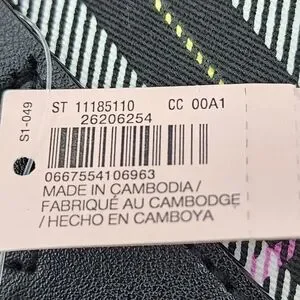 S1-049
ST 11185110 CC 00A1
26206254
0667554106963
MADE IN CAMBODIA /
FABRIQUÉ AU CAMBODGE
/ HECHO EN CAMBOYA